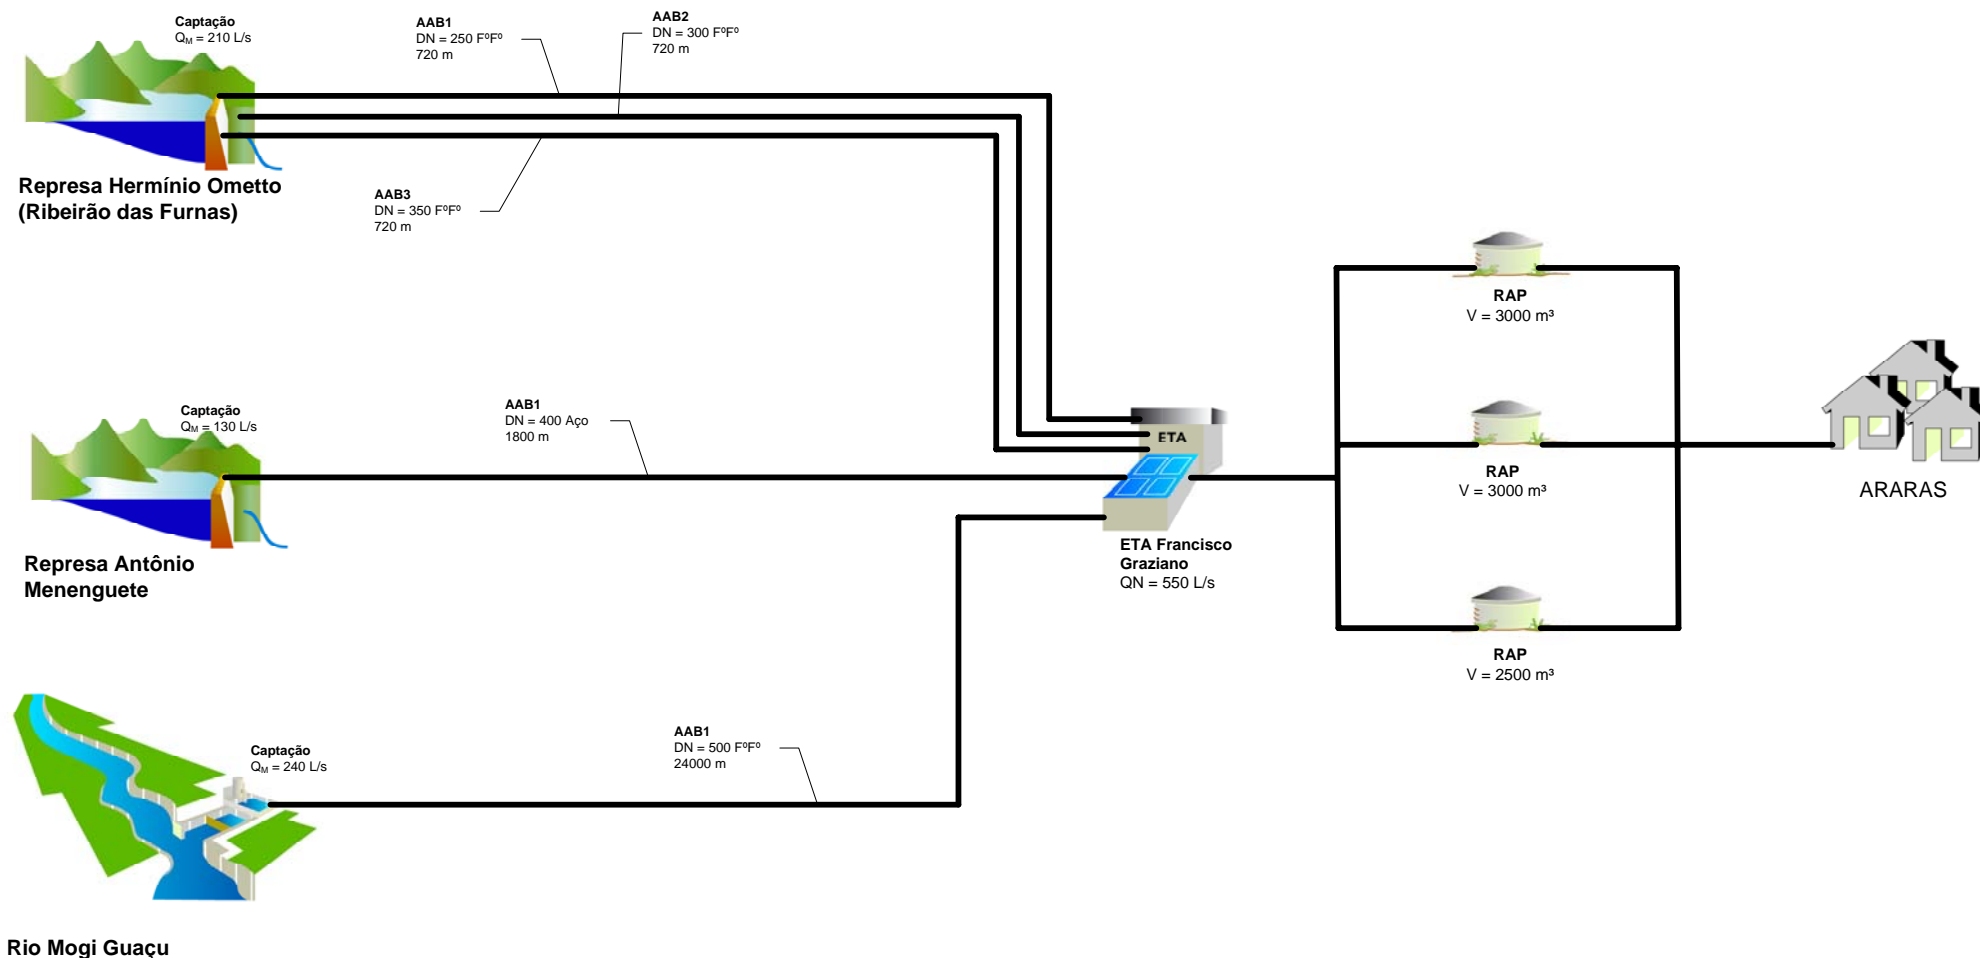 Captação
QM = 210 L/s
AAB1
DN = 250 FºFº
720 m
AAB2
DN = 300 FºFº
720 m
Represa Hermínio Ometto
(Ribeirão das Furnas)
AAB3
DN = 350 FºFº
720 m
RAP
V = 3000 m³
Captação
QM = 130 L/s
AAB1
DN = 400 Aço
1800 m
ETA
RAP
V = 3000 m³
ARARAS
Represa Antônio
Menenguete
ETA Francisco
Graziano
QN = 550 L/s
RAP
V = 2500 m³
Captação
QM = 240 L/s
AAB1
DN = 500 FºFº
24000 m
Rio Mogi Guaçu